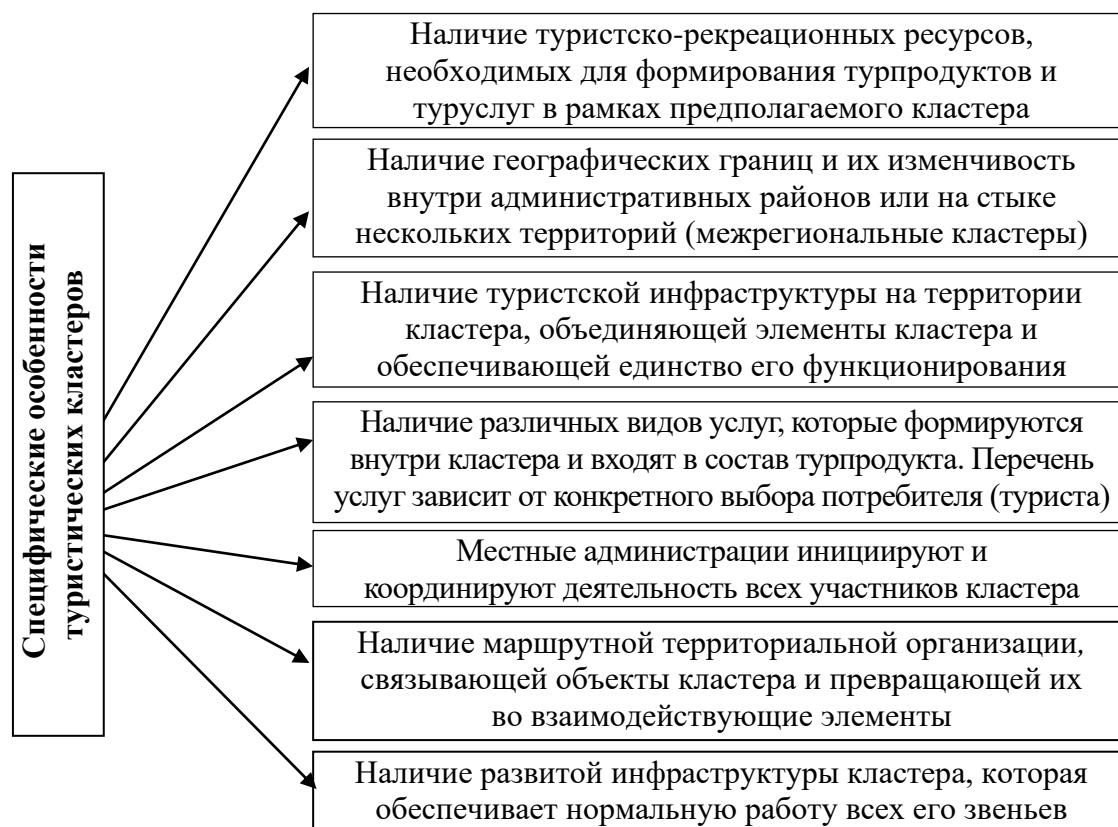 Специфические особенности
туристических кластеров
Наличие туристско-рекреационных ресурсов,
необходимых для формирования турпродуктов и
туруслуг в рамках предполагаемого кластера
Наличие географических границ и их изменчивость
внутри административных районов или на стыке
нескольких территорий (межрегиональные кластеры)
Наличие туристской инфраструктуры на территории
кластера, объединяющей элементы кластера и
обеспечивающей единство его функционирования
Наличие различных видов услуг, которые формируются
внутри кластера и входят в состав турпродукта. Перечень
услуг зависит от конкретного выбора потребителя (туриста)
Местные администрации инициируют и
координируют деятельность всех участников кластера
Наличие маршрутной территориальной организации,
связывающей объекты кластера и превращающей их
во взаимодействующие элементы
Наличие развитой инфраструктуры кластера, которая
обеспечивает нормальную работу всех его звеньев